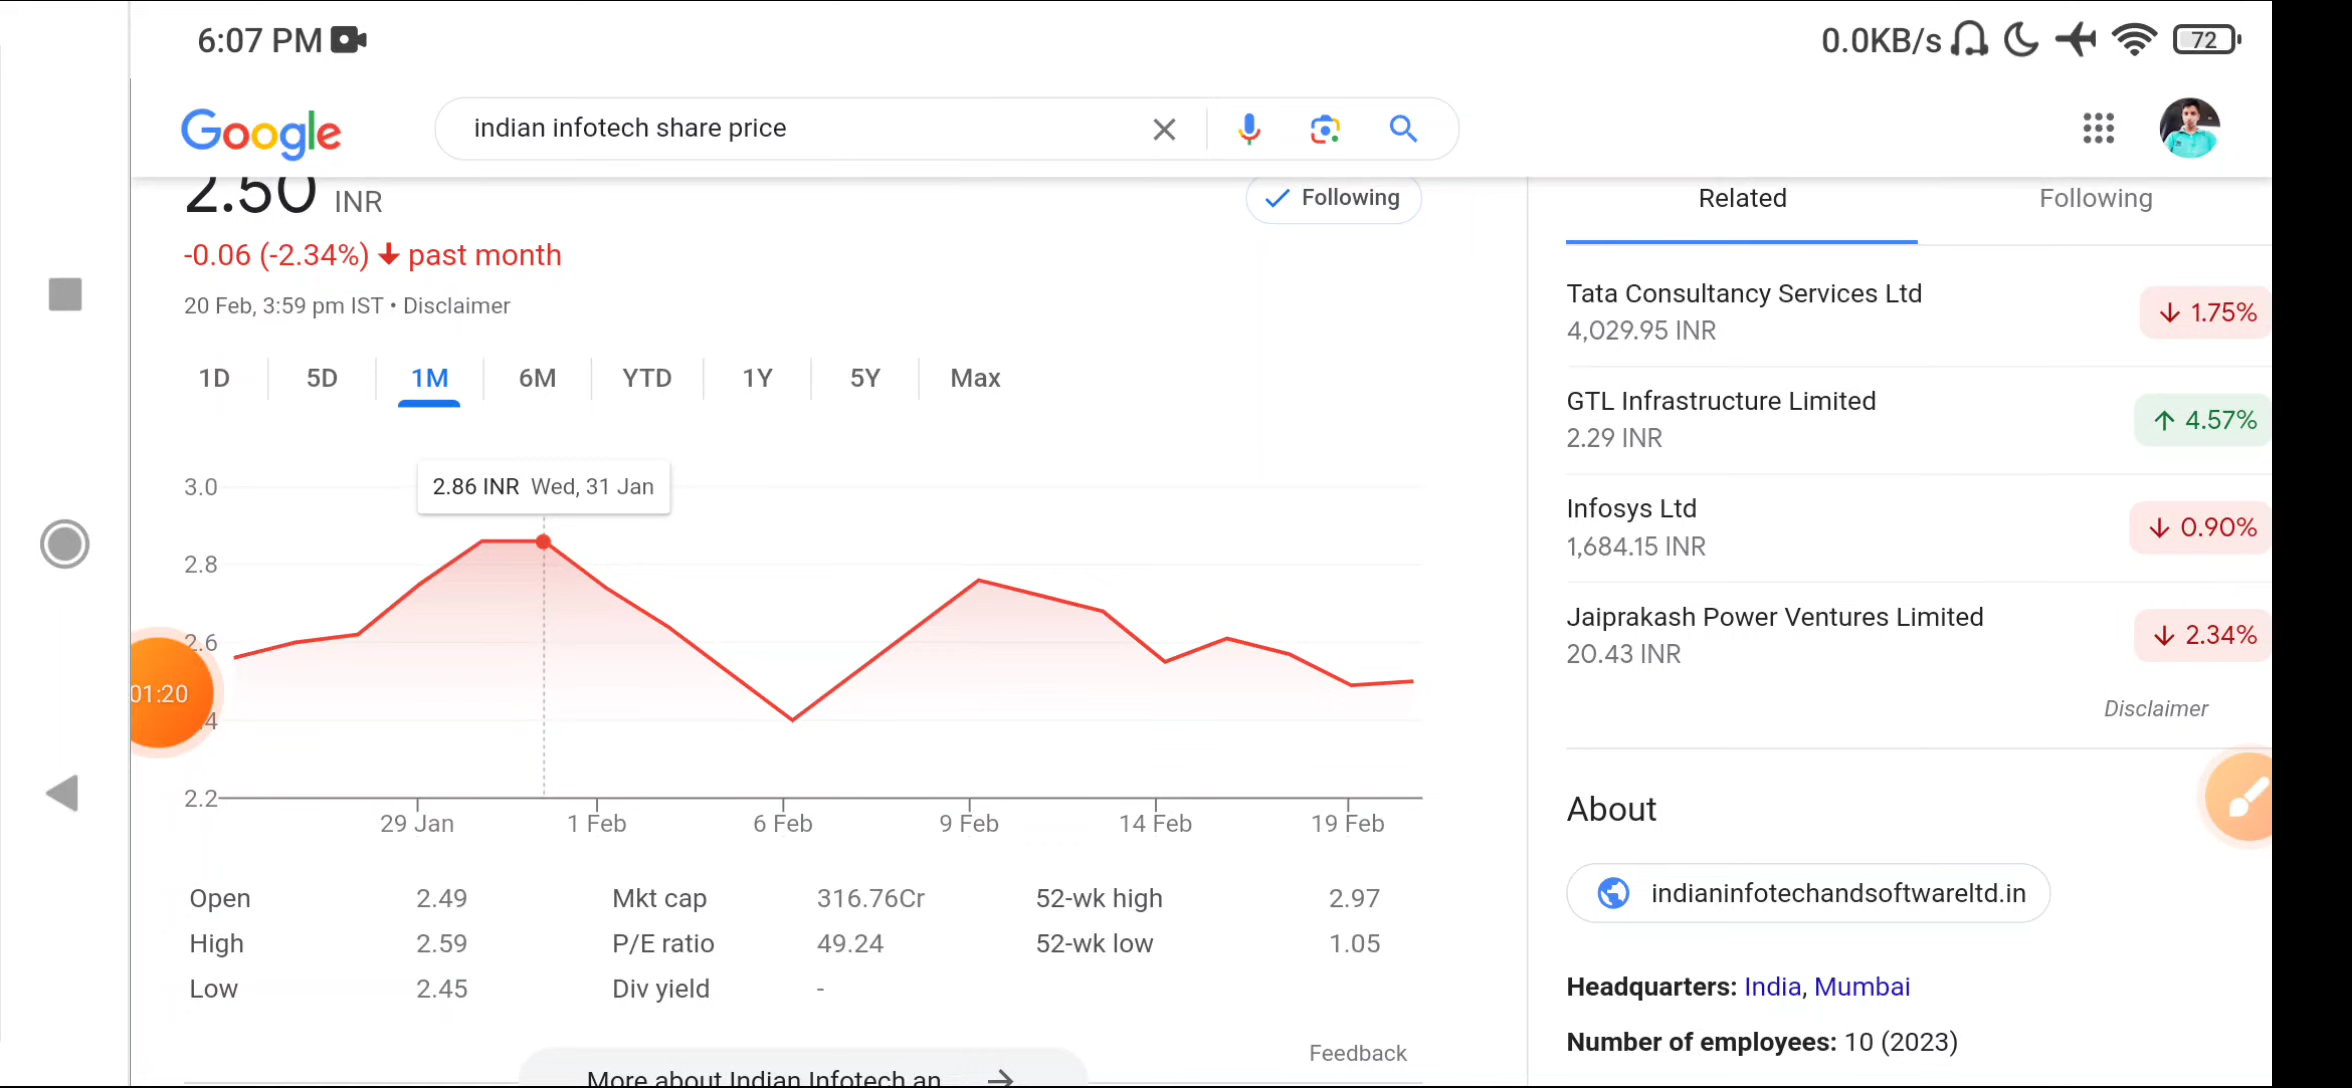 6:07 PM
0.0KB/s
72
Google
indian infotech share price
2.50 INR
Following
-0.06 (-2.34%) past month
20 Feb, 3:59 pm IST • Disclaimer
1D 5D 1M 6M YTD 1Y 5Y Max
2.86 INR Wed, 31 Jan
3.0
2.8
2.6
01:20
.4
2.2
29 Jan 1 Feb 6 Feb 9 Feb 14 Feb 19 Feb
Open 2.49 Mkt cap 316.76Cr 52-wk high 2.97
High 2.59 P/E ratio 49.24 52-wk low 1.05
Low 2.45 Div yield -
Feedback
More about Indian Infotech an
Related Following
Tata Consultancy Services Ltd
4,029.95 INR
1.75%
GTL Infrastructure Limited
2.29 INR
4.57%
Infosys Ltd
1,684.15 INR
0.90%
Jaiprakash Power Ventures Limited
20.43 INR
2.34%
Disclaimer
About
indianinfotechandsoftwareltd.in
Headquarters: India, Mumbai
Number of employees: 10 (2023)